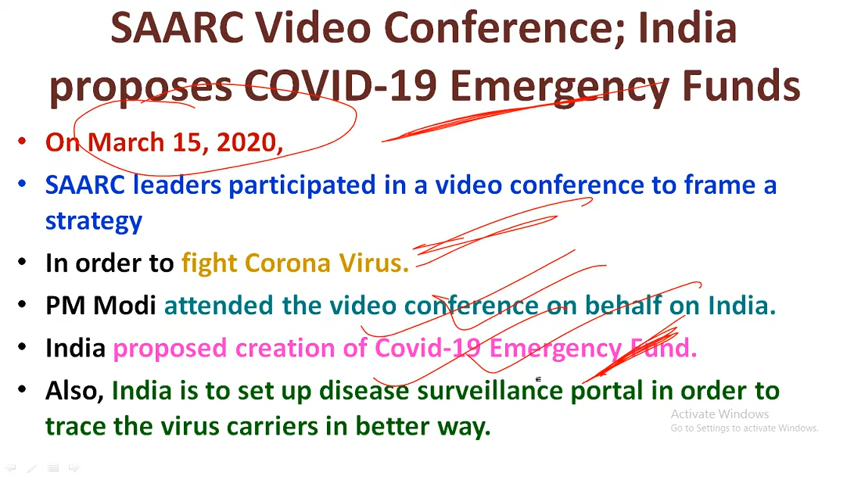 SAARC Video Conference; India
proposes COVID-19 Emergency Funds
• On March 15, 2020,
• SAARC leaders participated in a video conference to frame a
strategy
• In order to fight Corona Virus.
• PM Modi attended the video conference on behalf on India.
• India proposed creation of Covid-19 Emergency Fund.
• Also, India is to set up disease surveillance portal in order to
trace the virus carriers in better way.
Activate Windows
Go to Settings to activate Windows.